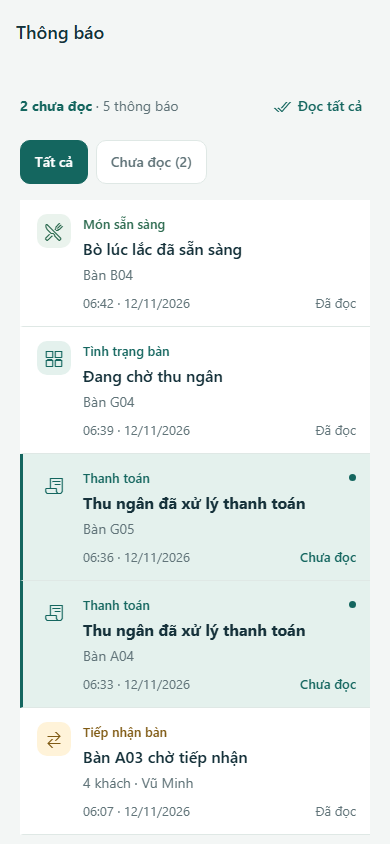 Thông báo
2 chưa đọc · 5 thông báo
Đọc tất cả
Tất cả
Chưa đọc (2)
Món sẵn sàng
Bò lúc lắc đã sẵn sàng
Bàn B04
06:42 · 12/11/2026
Đã đọc
Tình trạng bàn
Đang chờ thu ngân
Bàn G04
06:39 · 12/11/2026
Đã đọc
Thanh toán
Thu ngân đã xử lý thanh toán
Bàn G05
06:36 · 12/11/2026
Chưa đọc
Thanh toán
Thu ngân đã xử lý thanh toán
Bàn A04
06:33 · 12/11/2026
Chưa đọc
Tiếp nhận bàn
Bàn A03 chờ tiếp nhận
4 khách · Vũ Minh
06:07 · 12/11/2026
Đã đọc